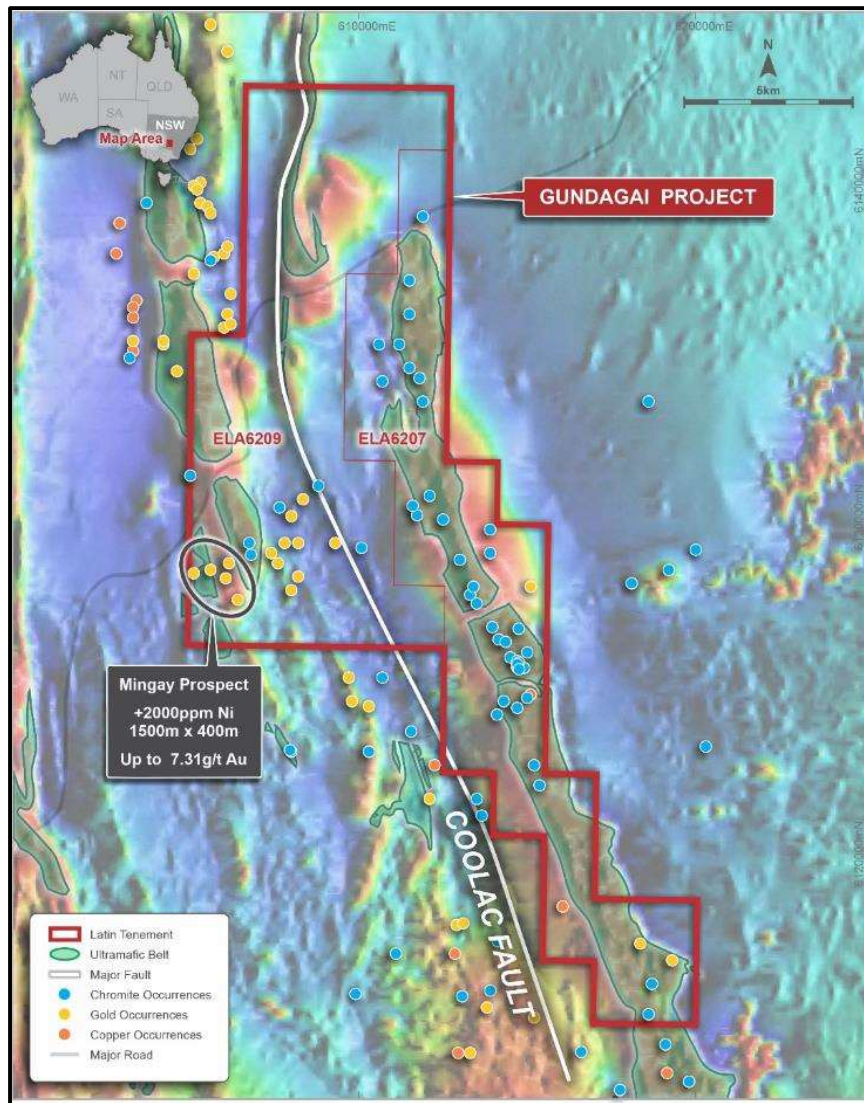 610000mE
620000mE
N
5km
WA
NT
QLD
SA
NSW
Map Area
6140000mN
GUNDAGAI PROJECT
ELA6209
ELA6207
Mingay Prospect
+2000ppm Ni
1500m x 400m
Up to 7.31g/t Au
COOLAC FAULT
Latin Tenement
Ultramafic Belt
Major Fault
Chromite Occurrences
Gold Occurrences
Copper Occurrences
Major Road